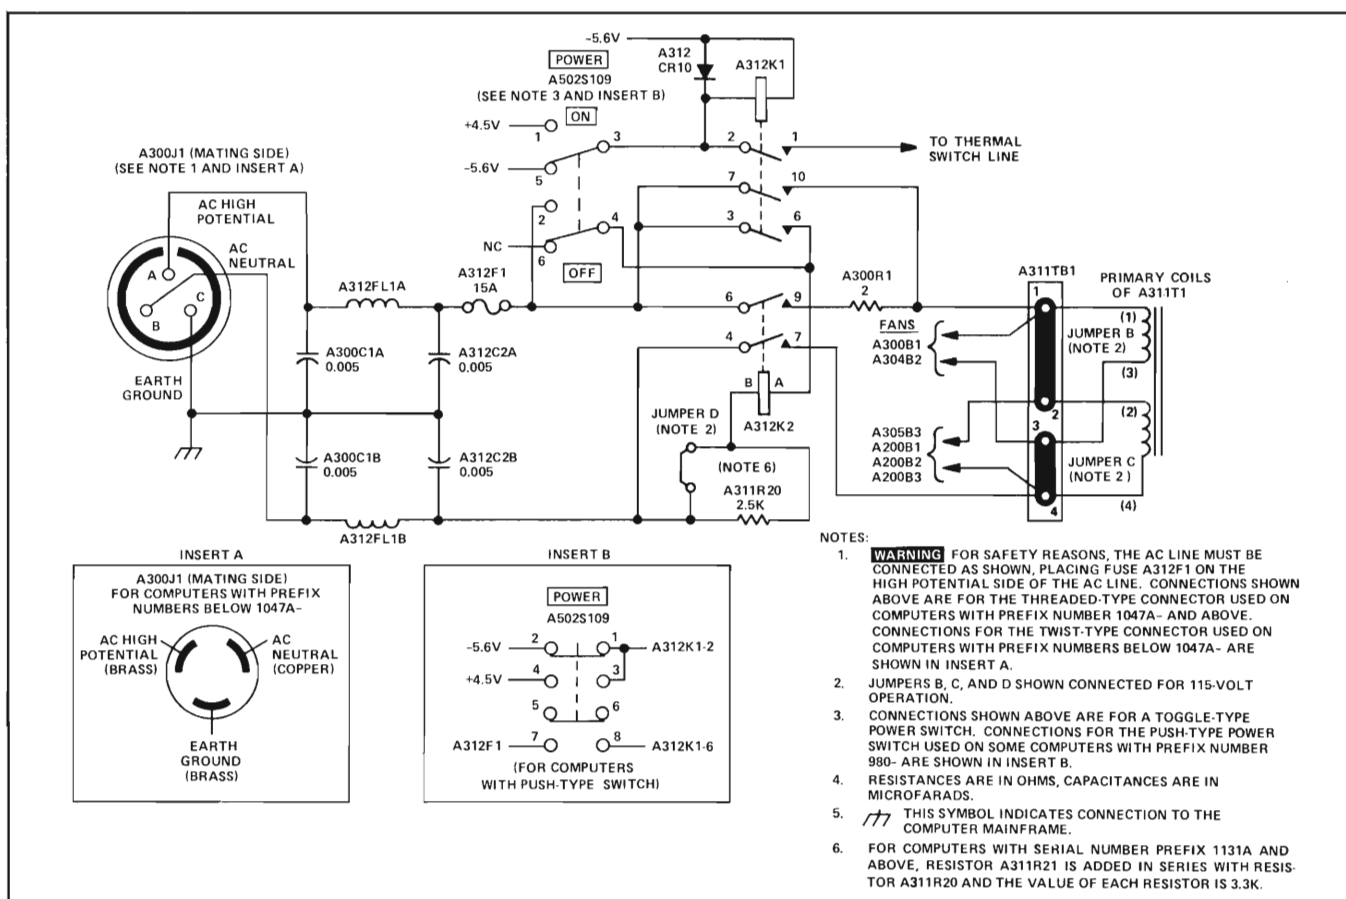 -5.6V
POWER
A502S109
(SEE NOTE 3 AND INSERT B)
ON
+4.5V
1
3
-5.6V
5
2
4
NC
6
OFF
A312
CR10
A312K1
2
1
TO THERMAL
SWITCH LINE
7
10
3
6
A300J1 (MATING SIDE)
(SEE NOTE 1 AND INSERT A)
AC HIGH
POTENTIAL
AC
NEUTRAL
A
B
C
EARTH
GROUND
A312FL1A
A312F1
15A
A300C1A
0.005
A312C2A
0.005
A300C1B
0.005
A312C2B
0.005
A312FL1B
6
9
A300R1
2
4
7
B
A
A312K2
JUMPER D
(NOTE 2)
(NOTE 6)
A311R20
2.5K
FANS
A300B1
A304B2
A305B3
A200B1
A200B2
A200B3
A311TB1
1
2
3
4
PRIMARY COILS
OF A311T1
(1)
JUMPER B
(NOTE 2)
(3)
(2)
JUMPER C
(NOTE 2 )
(4)
INSERT A
A300J1 (MATING SIDE)
FOR COMPUTERS WITH PREFIX
NUMBERS BELOW 1047A-
AC HIGH
POTENTIAL
(BRASS)
AC
NEUTRAL
(COPPER)
EARTH
GROUND
(BRASS)
INSERT B
POWER
A502S109
-5.6V 2 1 A312K1-2
+4.5V 4 3
5 6
A312F1 7 8 A312K1-6
(FOR COMPUTERS
WITH PUSH-TYPE SWITCH)
NOTES:
1. WARNING FOR SAFETY REASONS, THE AC LINE MUST BE
CONNECTED AS SHOWN, PLACING FUSE A312F1 ON THE
HIGH POTENTIAL SIDE OF THE AC LINE. CONNECTIONS SHOWN
ABOVE ARE FOR THE THREADED-TYPE CONNECTOR USED ON
COMPUTERS WITH PREFIX NUMBER 1047A- AND ABOVE.
CONNECTIONS FOR THE TWIST-TYPE CONNECTOR USED ON
COMPUTERS WITH PREFIX NUMBERS BELOW 1047A- ARE
SHOWN IN INSERT A.
2. JUMPERS B, C, AND D SHOWN CONNECTED FOR 115-VOLT
OPERATION.
3. CONNECTIONS SHOWN ABOVE ARE FOR A TOGGLE-TYPE
POWER SWITCH. CONNECTIONS FOR THE PUSH-TYPE POWER
SWITCH USED ON SOME COMPUTERS WITH PREFIX NUMBER
980- ARE SHOWN IN INSERT B.
4. RESISTANCES ARE IN OHMS, CAPACITANCES ARE IN
MICROFARADS.
5. THIS SYMBOL INDICATES CONNECTION TO THE
COMPUTER MAINFRAME.
6. FOR COMPUTERS WITH SERIAL NUMBER PREFIX 1131A AND
ABOVE, RESISTOR A311R21 IS ADDED IN SERIES WITH RESIS-
TOR A311R20 AND THE VALUE OF EACH RESISTOR IS 3.3K.